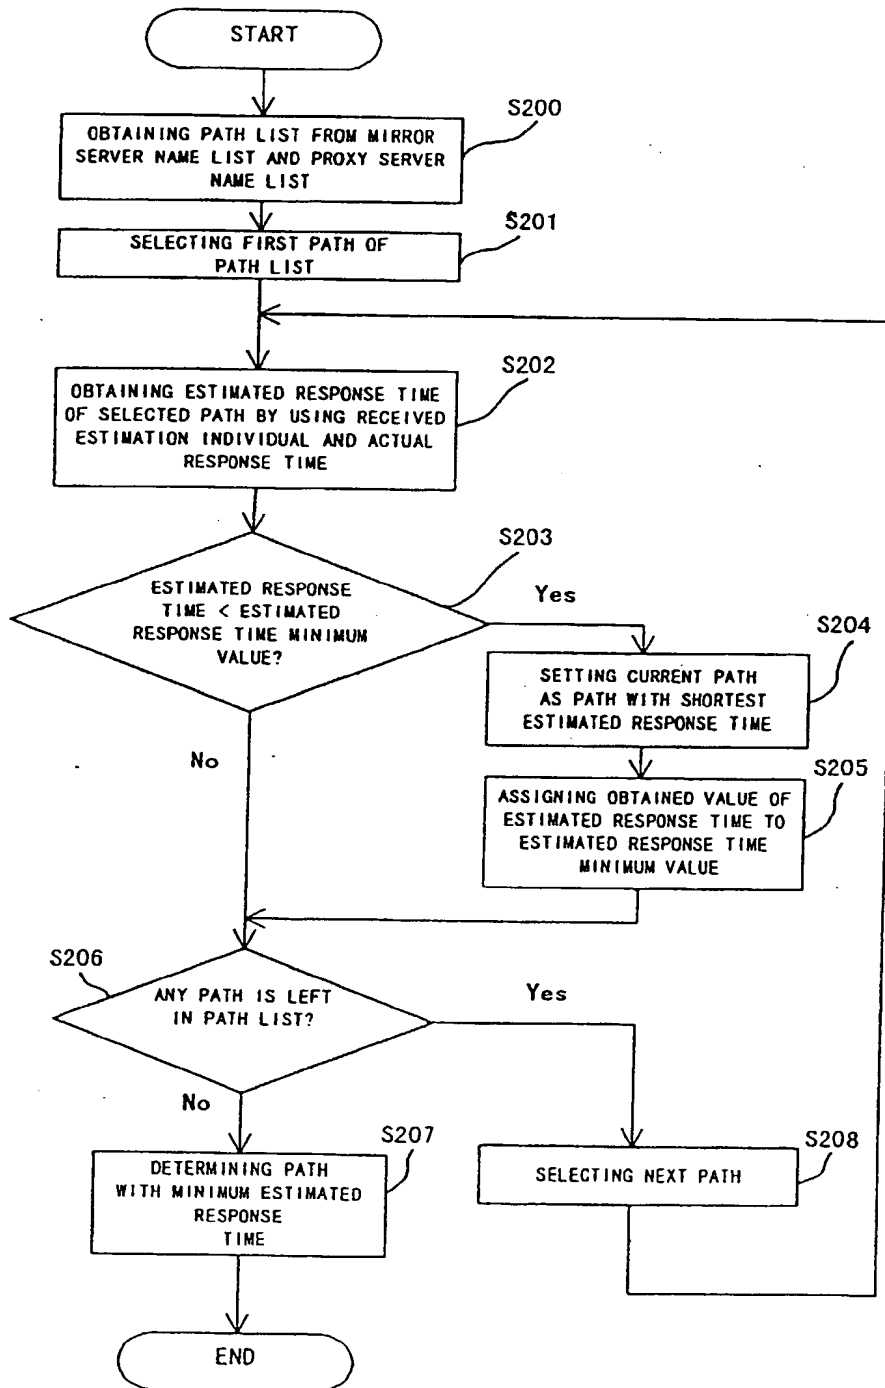 START
S200
OBTAINING PATH LIST FROM MIRROR
SERVER NAME LIST AND PROXY SERVER
NAME LIST
S201
SELECTING FIRST PATH OF
PATH LIST
S202
OBTAINING ESTIMATED RESPONSE TIME
OF SELECTED PATH BY USING RECEIVED
ESTIMATION INDIVIDUAL AND ACTUAL
RESPONSE TIME
S203
ESTIMATED RESPONSE
TIME < ESTIMATED
RESPONSE TIME MINIMUM
VALUE?
Yes
S204
SETTING CURRENT PATH
AS PATH WITH SHORTEST
ESTIMATED RESPONSE TIME
No
S205
ASSIGNING OBTAINED VALUE OF
ESTIMATED RESPONSE TIME TO
ESTIMATED RESPONSE TIME
MINIMUM VALUE
S206
ANY PATH IS LEFT
IN PATH LIST?
Yes
No
S207
DETERMINING PATH
WITH MINIMUM ESTIMATED
RESPONSE
TIME
S208
SELECTING NEXT PATH
END